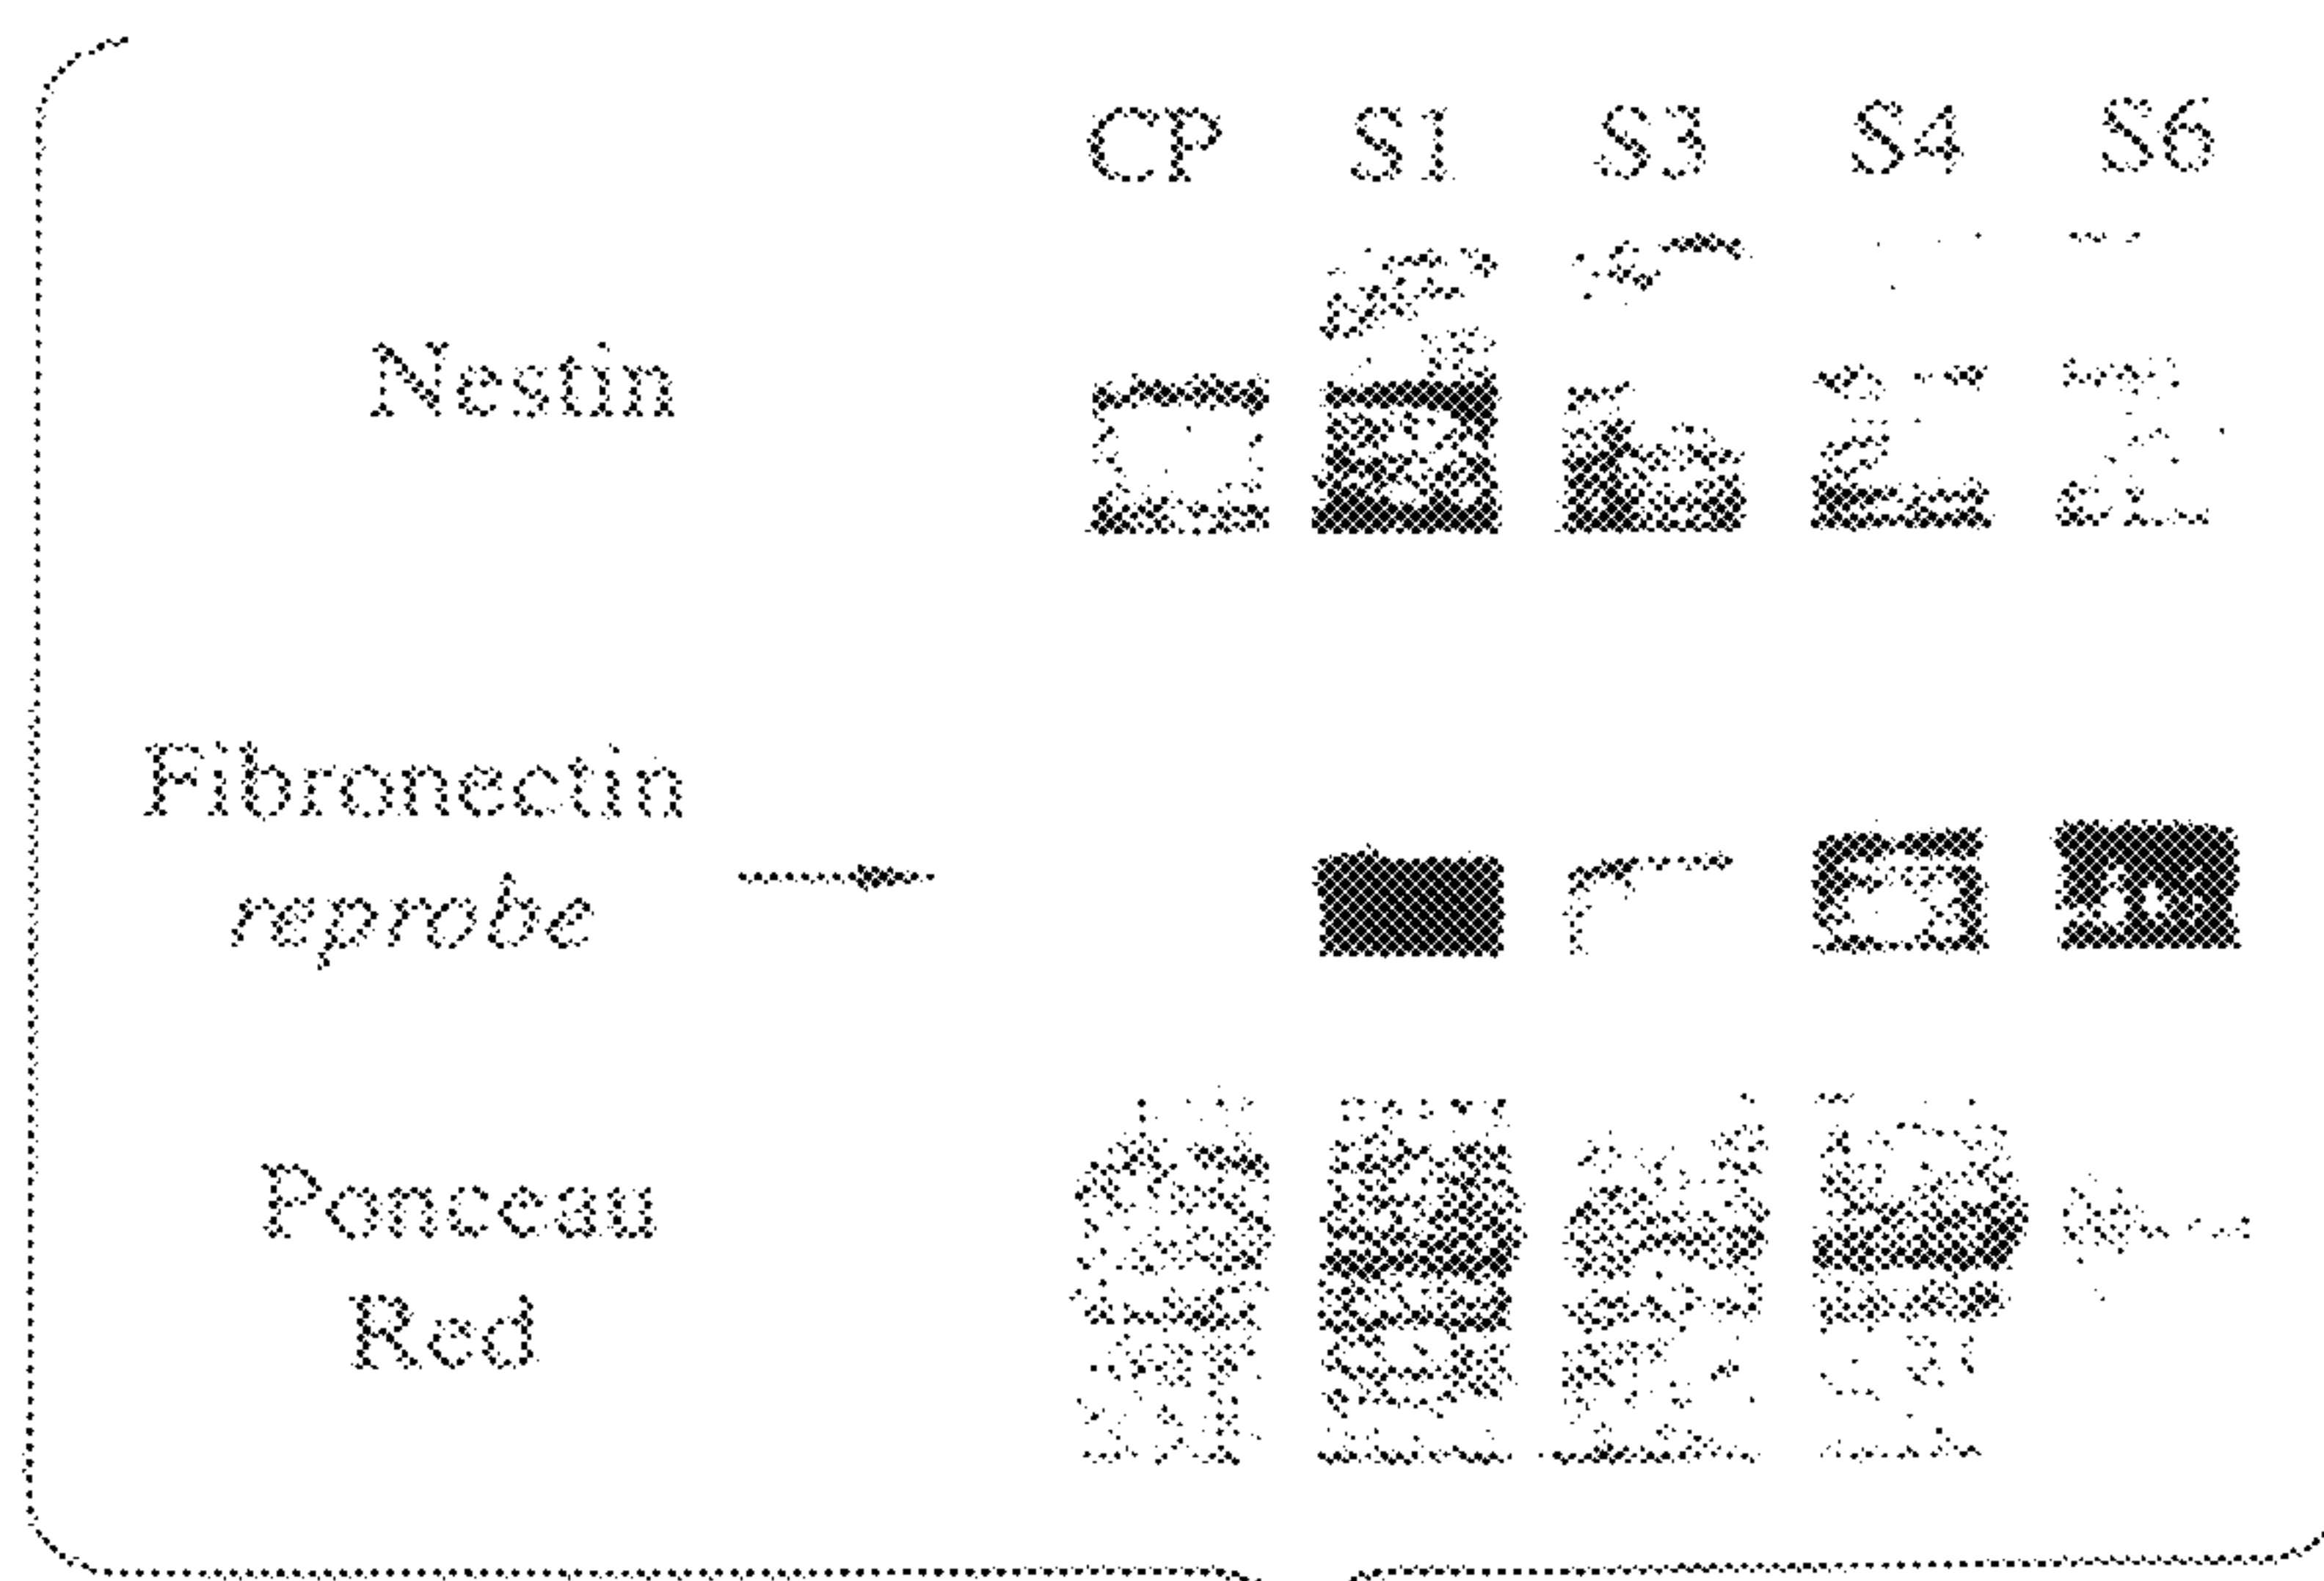 CP S1 S3 S4 S6
Nestin
Fibronectin
reprobe
Ponceau
Red